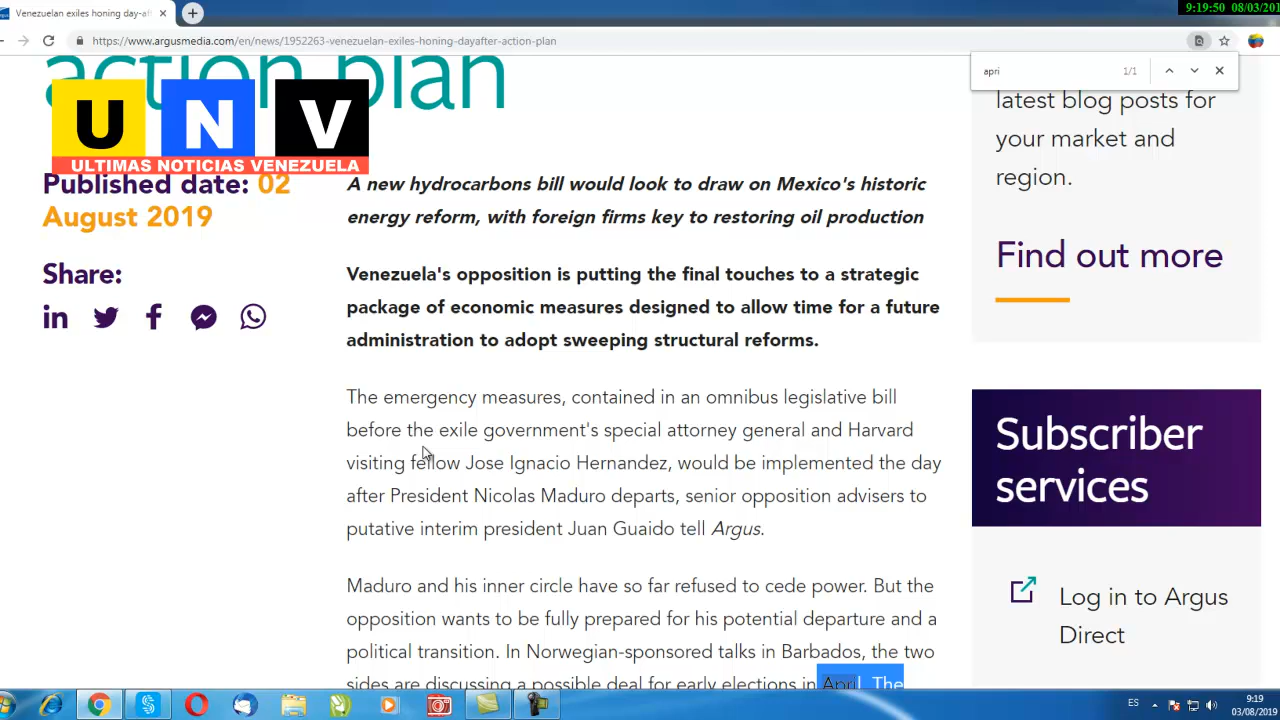 Venezuelan exiles honing day-af
9:19:50 08/03/201
https://www.argusmedia.com/en/news/1952263-venezuelan-exiles-honing-dayafter-action-plan
apri
1/1
action plan
U N V
ULTIMAS NOTICIAS VENEZUELA
Published date: 02
August 2019
Share:
A new hydrocarbons bill would look to draw on Mexico's historic
energy reform, with foreign firms key to restoring oil production
Venezuela's opposition is putting the final touches to a strategic
package of economic measures designed to allow time for a future
administration to adopt sweeping structural reforms.
The emergency measures, contained in an omnibus legislative bill
before the exile government's special attorney general and Harvard
visiting fellow Jose Ignacio Hernandez, would be implemented the day
after President Nicolas Maduro departs, senior opposition advisers to
putative interim president Juan Guaido tell Argus.
Maduro and his inner circle have so far refused to cede power. But the
opposition wants to be fully prepared for his potential departure and a
political transition. In Norwegian-sponsored talks in Barbados, the two
sides are discussing a possible deal for early elections in April. The
latest blog posts for
your market and
region.
Find out more
Subscriber
services
Log in to Argus
Direct
ES
9:19
03/08/2019